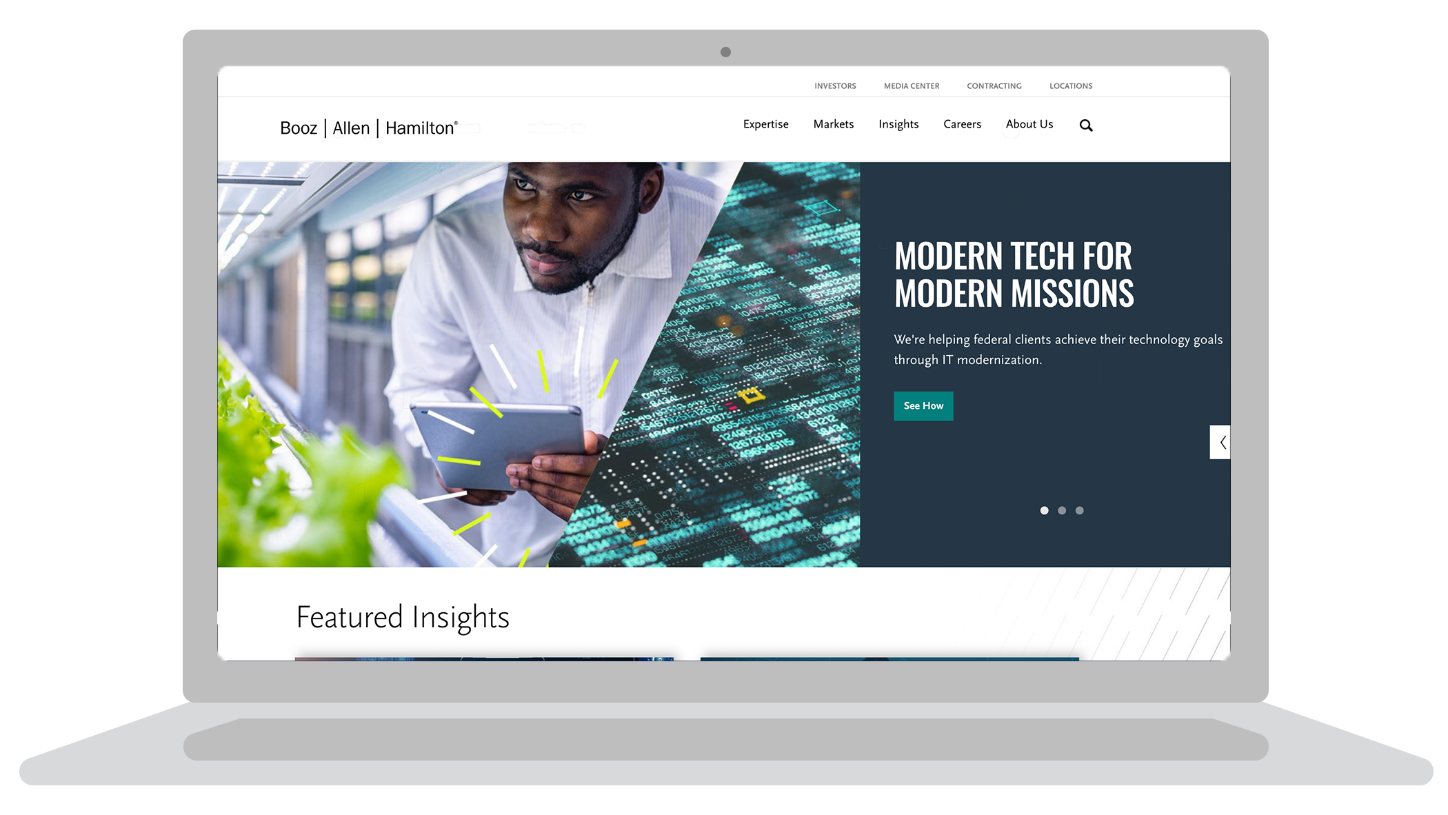 INVESTORS MEDIA CENTER CONTRACTING LOCATIONS
Booz | Allen | Hamilton®
Expertise Markets Insights Careers About Us
MODERN TECH FOR
MODERN MISSIONS
We're helping federal clients achieve their technology goals
through IT modernization.
See How
Featured Insights